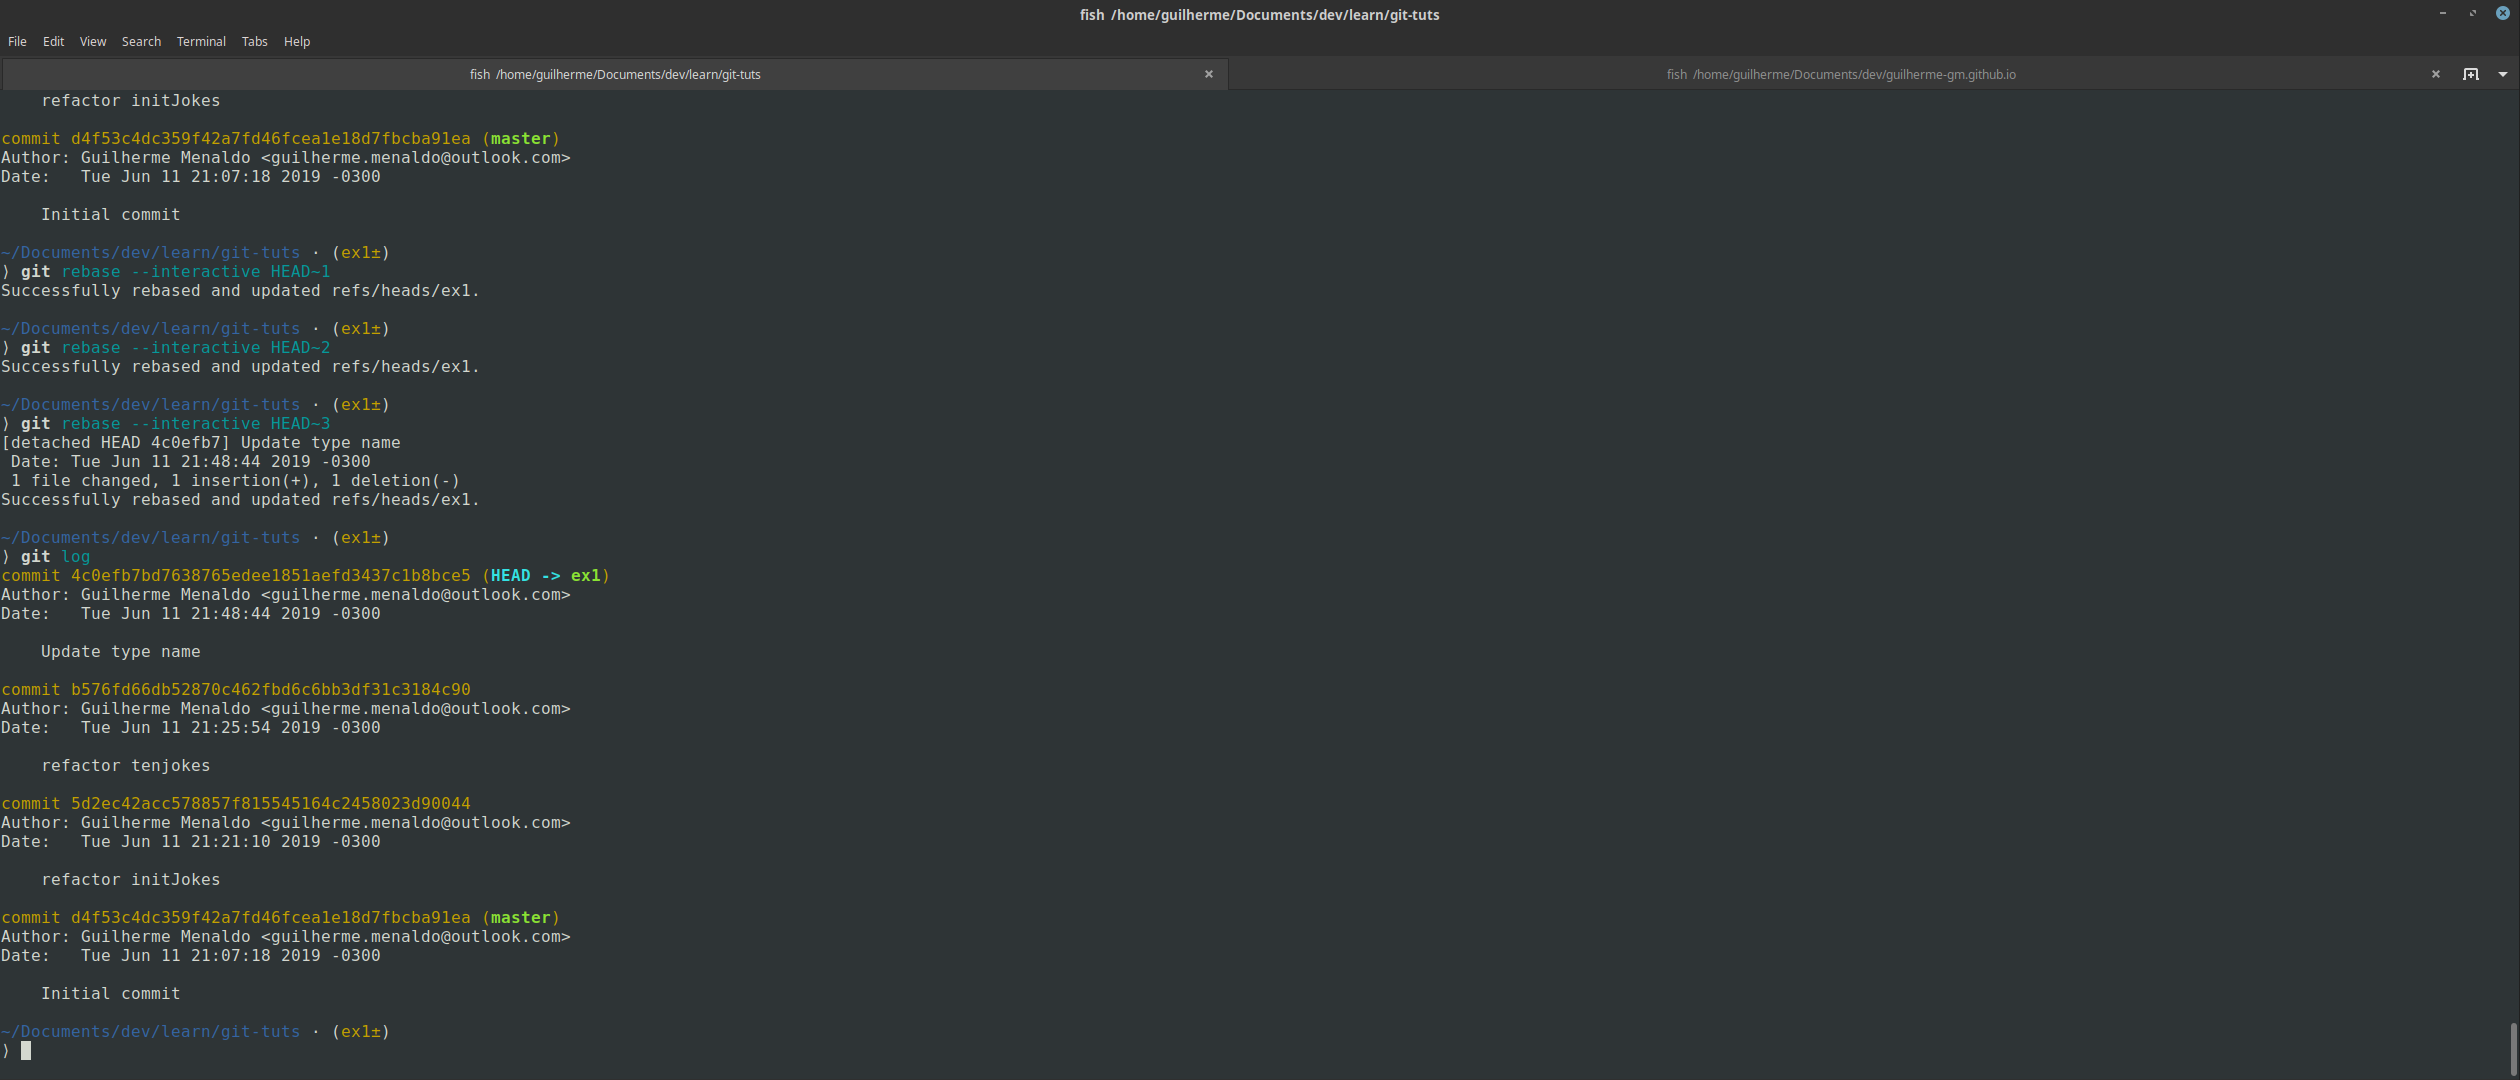 fish /home/guilherme/Documents/dev/learn/git-tuts
File Edit View Search Terminal Tabs Help
fish /home/guilherme/Documents/dev/learn/git-tuts
fish /home/guilherme/Documents/dev/guilherme-gm.github.io
refactor initJokes
commit d4f53c4dc359f42a7fd46fcea1e18d7fbcba91ea (master)
Author: Guilherme Menaldo <guilherme.menaldo@outlook.com>
Date:   Tue Jun 11 21:07:18 2019 -0300
Initial commit
~/Documents/dev/learn/git-tuts · (ex1±)
⟩ git rebase --interactive HEAD~1
Successfully rebased and updated refs/heads/ex1.
~/Documents/dev/learn/git-tuts · (ex1±)
⟩ git rebase --interactive HEAD~2
Successfully rebased and updated refs/heads/ex1.
~/Documents/dev/learn/git-tuts · (ex1±)
⟩ git rebase --interactive HEAD~3
[detached HEAD 4c0efb7] Update type name
Date: Tue Jun 11 21:48:44 2019 -0300
1 file changed, 1 insertion(+), 1 deletion(-)
Successfully rebased and updated refs/heads/ex1.
~/Documents/dev/learn/git-tuts · (ex1±)
⟩ git log
commit 4c0efb7bd7638765edee1851aefd3437c1b8bce5 (HEAD -> ex1)
Author: Guilherme Menaldo <guilherme.menaldo@outlook.com>
Date:   Tue Jun 11 21:48:44 2019 -0300
Update type name
commit b576fd66db52870c462fbd6c6bb3df31c3184c90
Author: Guilherme Menaldo <guilherme.menaldo@outlook.com>
Date:   Tue Jun 11 21:25:54 2019 -0300
refactor tenjokes
commit 5d2ec42acc578857f815545164c2458023d90044
Author: Guilherme Menaldo <guilherme.menaldo@outlook.com>
Date:   Tue Jun 11 21:21:10 2019 -0300
refactor initJokes
commit d4f53c4dc359f42a7fd46fcea1e18d7fbcba91ea (master)
Author: Guilherme Menaldo <guilherme.menaldo@outlook.com>
Date:   Tue Jun 11 21:07:18 2019 -0300
Initial commit
~/Documents/dev/learn/git-tuts · (ex1±)
⟩